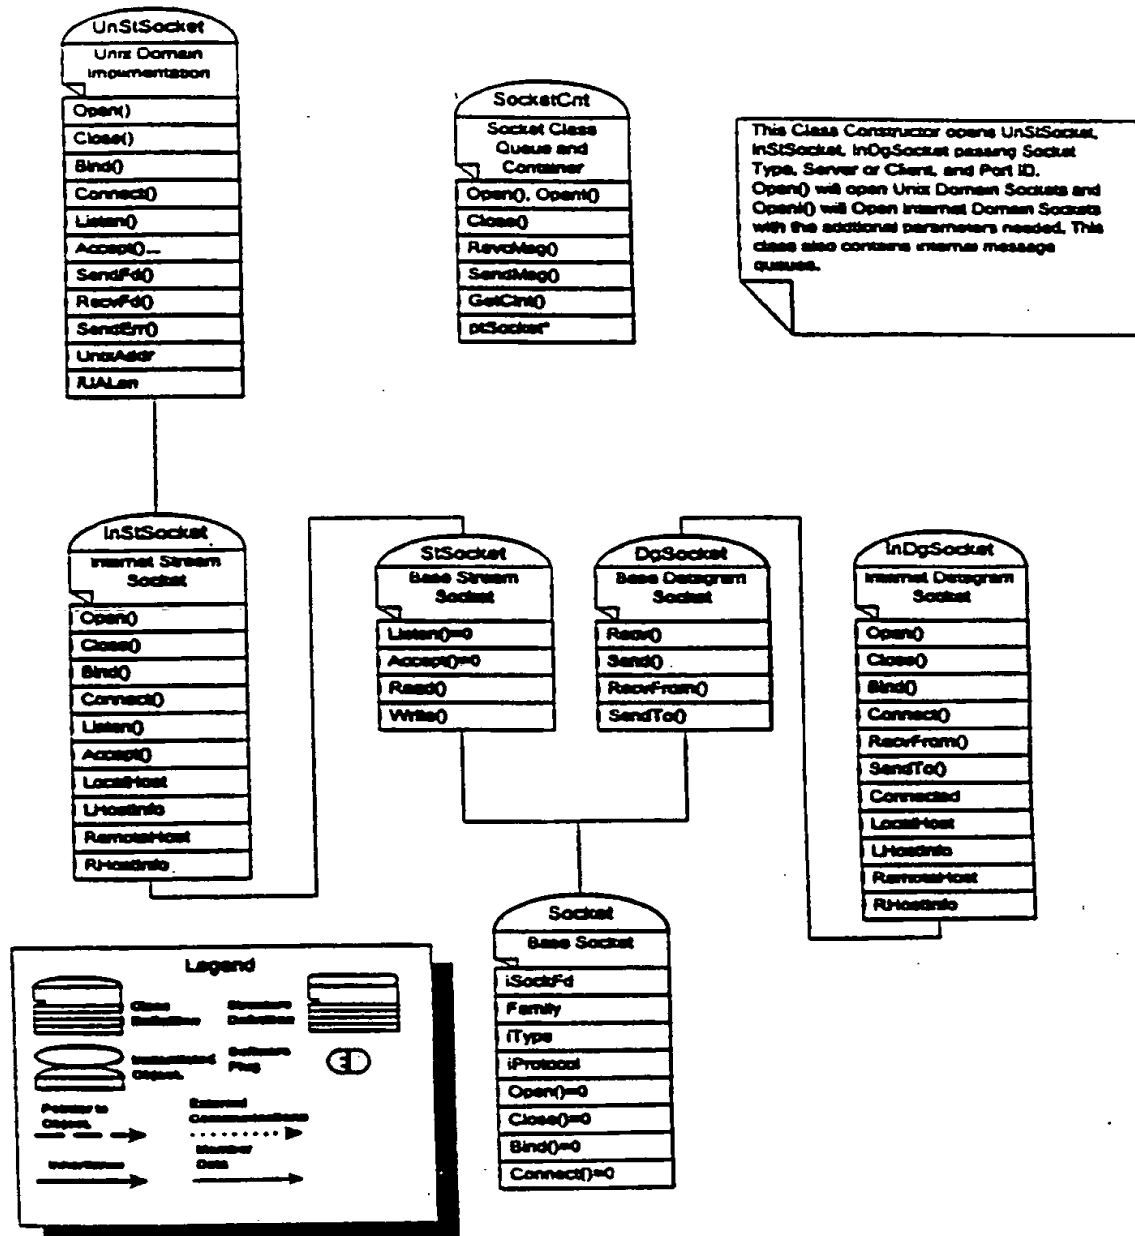 UnStSocket
Unix Domain
Implmentation
Open()
Close()
Bind()
Connect()
Listen()
Accept()...
SendFd()
RecvFd()
SendErr()
UnixAddr
iUALen
SocketCnt
Socket Class
Queue and
Container
Open(), OpenI()
Close()
RevcMsg()
SendMsg()
GetClnt()
ptSocket*
This Class Constructor opens UnStSocket,
InStSocket, InDgSocket passing Socket
Type, Server or Client, and Port ID.
Open() will open Unix Domain Sockets and
OpenI() will Open Internet Domain Sockets
with the addtional parameters needed. This
class also contains internal message
queues.
InStSocket
Internet Stream
Socket
Open()
Close()
Bind()
Connect()
Listen()
Accept()
LocalHost
LHostInfo
RemoteHost
RHostInfo
StSocket
Base Stream
Socket
Listen()=0
Accept()=0
Read()
Write()
DgSocket
Base Datagram
Socket
Recv()
Send()
RecvFrom()
SendTo()
InDgSocket
Internet Datagram
Socket
Open()
Close()
Bind()
Connect()
RecvFrom()
SendTo()
Connected
LocalHost
LHostInfo
RemoteHost
RHostInfo
Socket
Base Socket
iSockFd
Family
iType
iProtocol
Open()=0
Close()=0
Bind()=0
Connect()=0
Legend
Class
Definition
Structure
Definition
Instantiated
Object.
Software
Plug
Pointer to
Object.
External
Communications
Inheritance
Member
Data